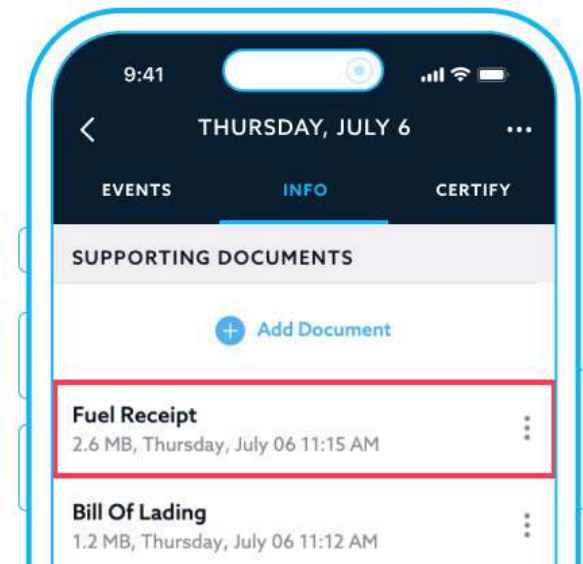 9:41
THURSDAY, JULY 6
EVENTS INFO CERTIFY
SUPPORTING DOCUMENTS
Add Document
Fuel Receipt
2.6 MB, Thursday, July 06 11:15 AM
Bill Of Lading
1.2 MB, Thursday, July 06 11:12 AM